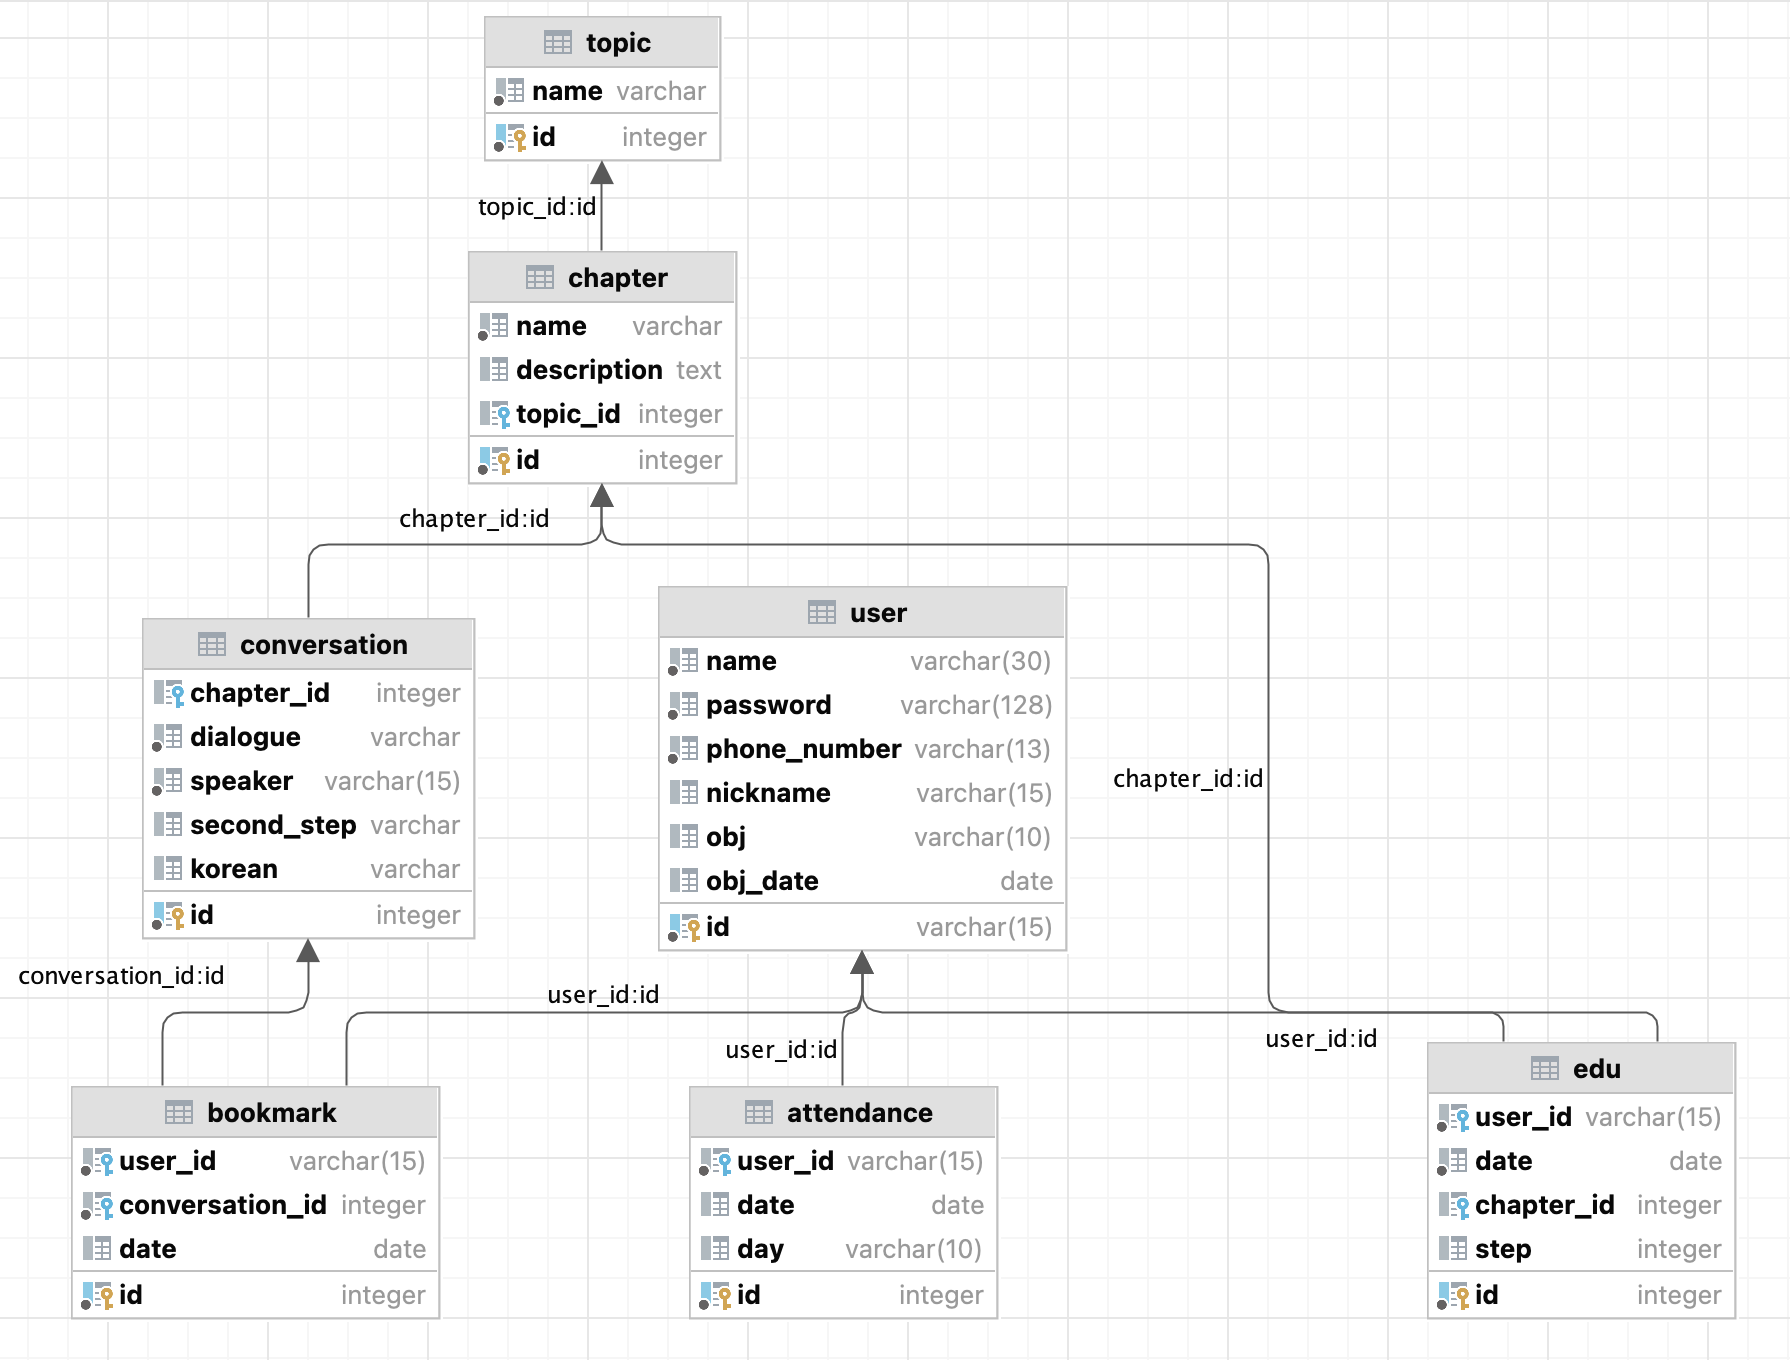 topic
name varchar
id integer
topic_id:id
chapter
name varchar
description text
topic_id integer
id integer
chapter_id:id
conversation
chapter_id integer
dialogue varchar
speaker varchar(15)
second_step varchar
korean varchar
id integer
user
name varchar(30)
password varchar(128)
phone_number varchar(13)
nickname varchar(15)
obj varchar(10)
obj_date date
id varchar(15)
chapter_id:id
conversation_id:id
user_id:id
user_id:id
user_id:id
bookmark
user_id varchar(15)
conversation_id integer
date date
id integer
attendance
user_id varchar(15)
date date
day varchar(10)
id integer
edu
user_id varchar(15)
date date
chapter_id integer
step integer
id integer